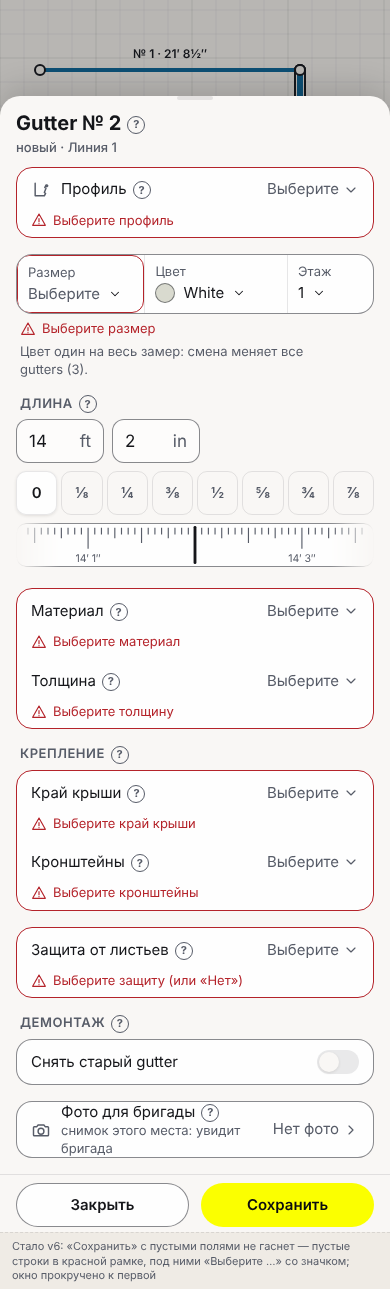 № 1 · 21′ 8½″
Gutter № 2 ?
новый · Линия 1
Профиль ? Выберите
Выберите профиль
Размер Цвет Этаж
Выберите White 1
Выберите размер
Цвет один на весь замер: смена меняет все
gutters (3).
ДЛИНА ?
14 ft 2 in
0 ⅛ ¼ ⅜ ½ ⅝ ¾ ⅞
14′ 1″ 14′ 3″
Материал ? Выберите
Выберите материал
Толщина ? Выберите
Выберите толщину
КРЕПЛЕНИЕ ?
Край крыши ? Выберите
Выберите край крыши
Кронштейны ? Выберите
Выберите кронштейны
Защита от листьев ? Выберите
Выберите защиту (или «Нет»)
ДЕМОНТАЖ ?
Снять старый gutter
Фото для бригады ?
снимок этого места: увидит Нет фото
бригада
Закрыть Сохранить
Стало v6: «Сохранить» с пустыми полями не гаснет — пустые
строки в красной рамке, под ними «Выберите …» со значком;
окно прокручено к первой